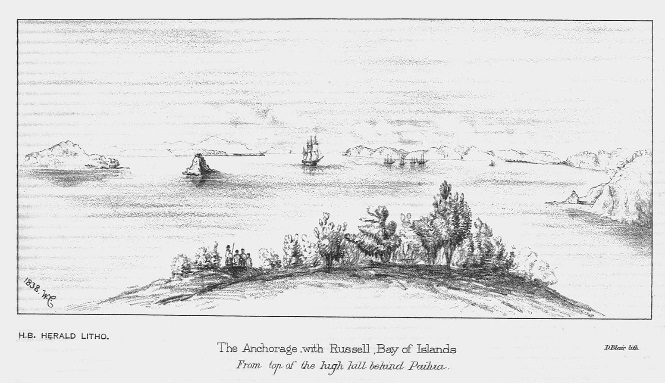 1838. WC
H.B. HERALD LITHO.
D. Blair lith.
The Anchorage, with Russell, Bay of Islands
From top of the high hill behind Paihia.